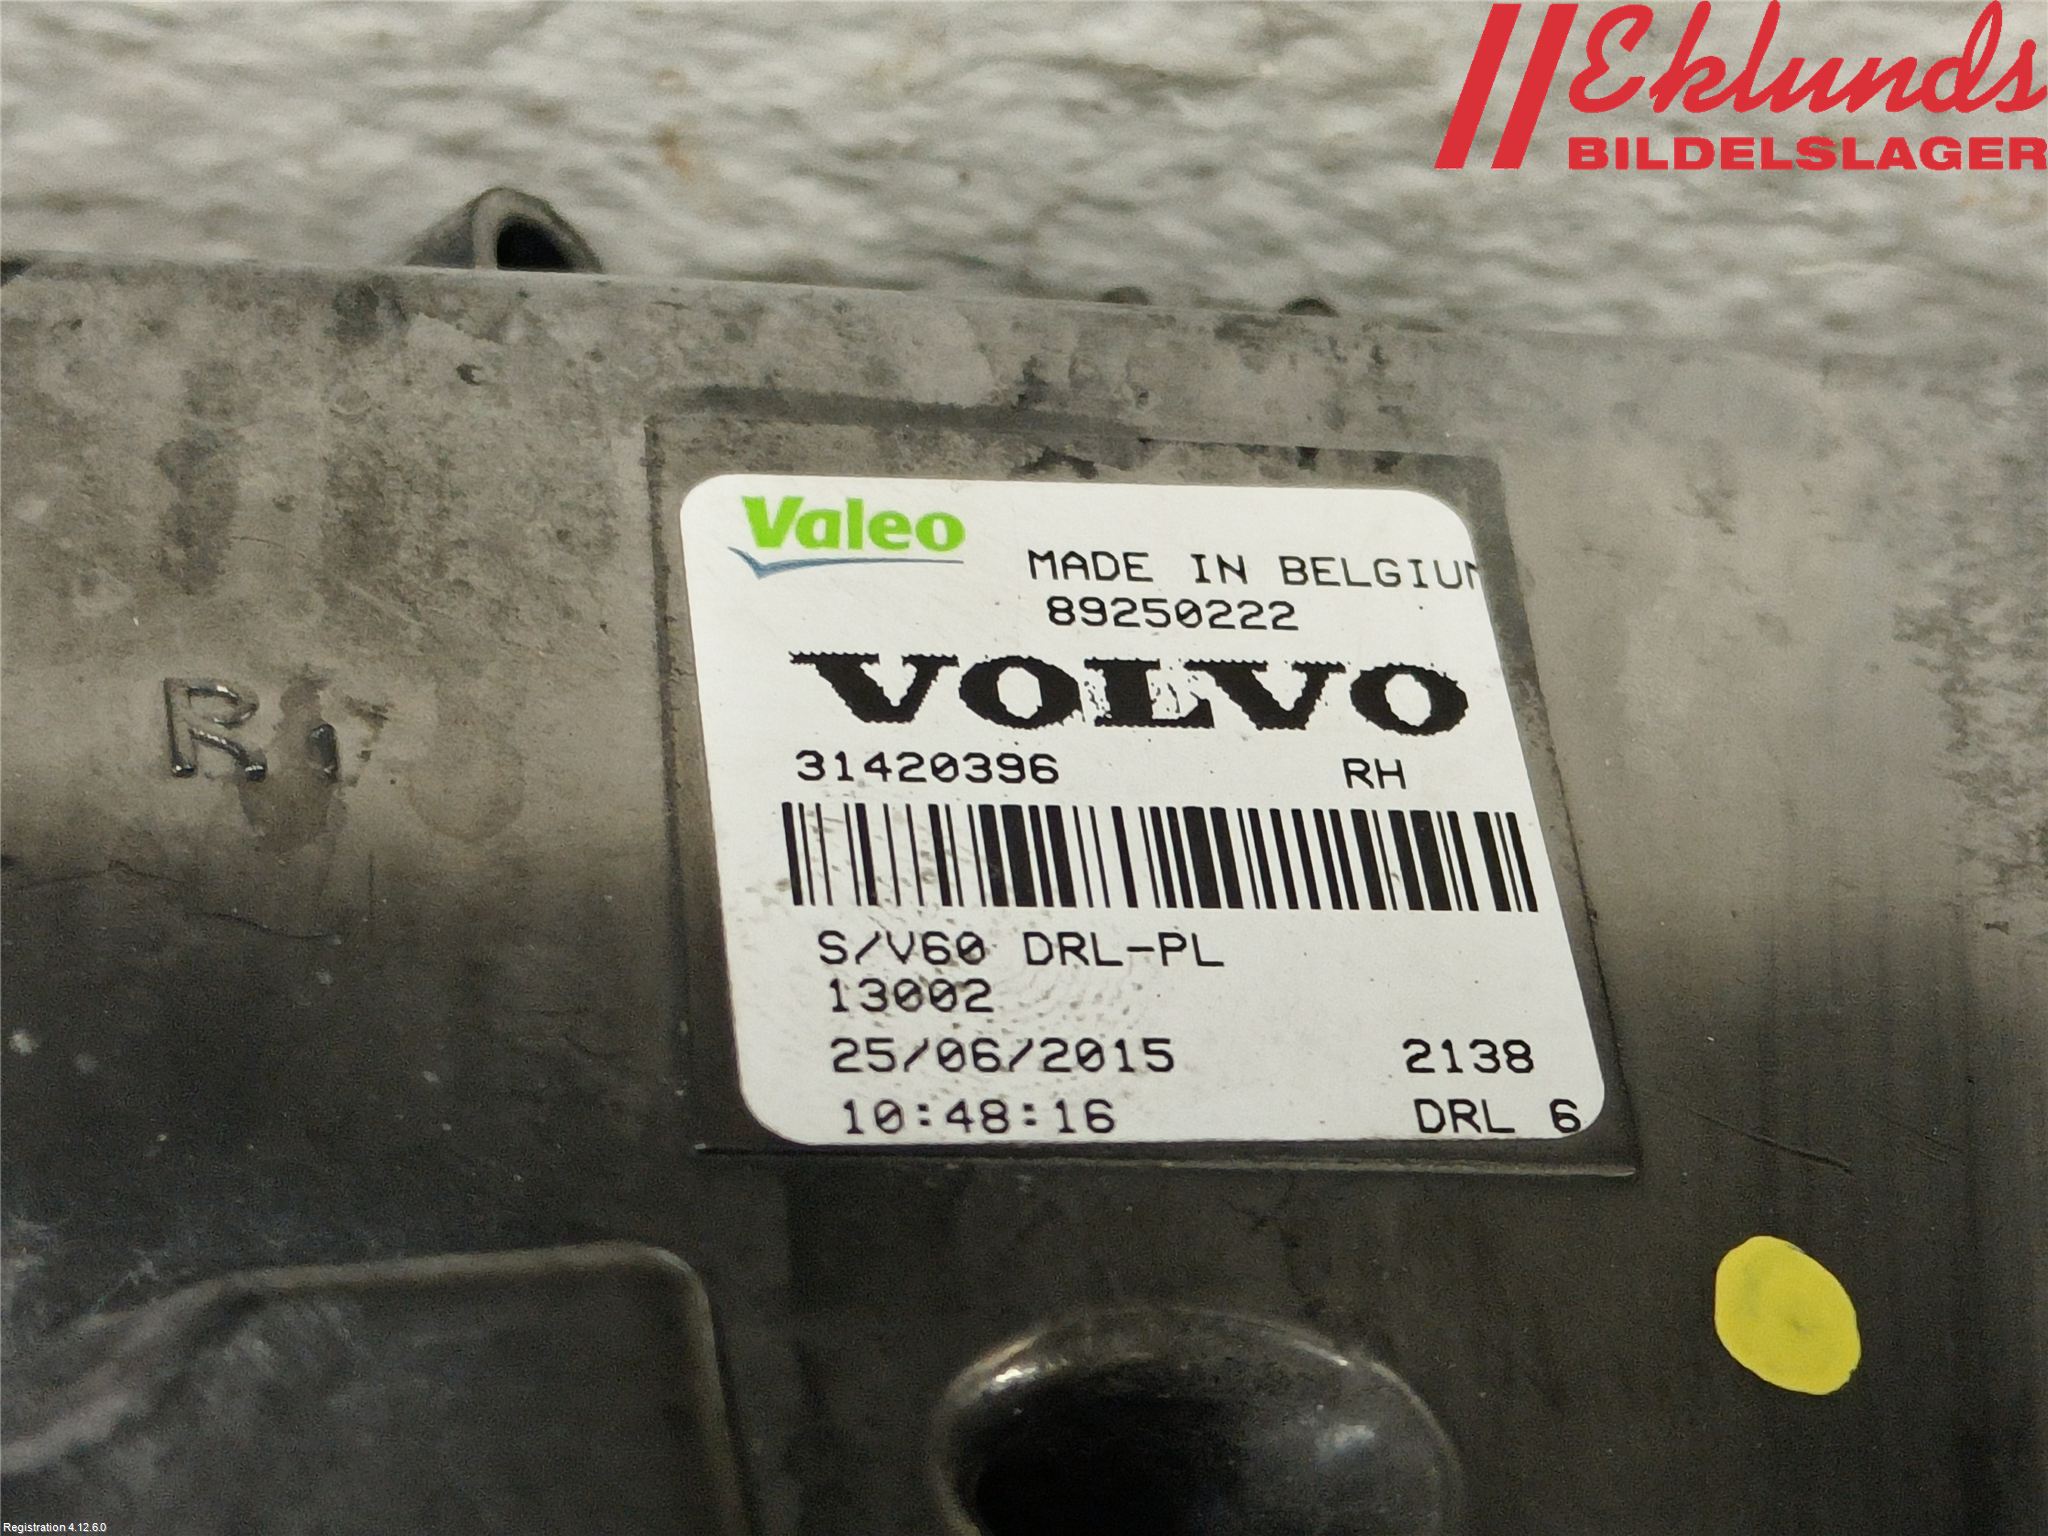 Eklunds
BILDELSLAGER
Valeo
MADE IN BELGIUM
89250222
VOLVO
31420396 RH
S/V60 DRL-PL
13002
25/06/2015 2138
10:48:16 DRL 6
R.
Registration 4.12.6.0